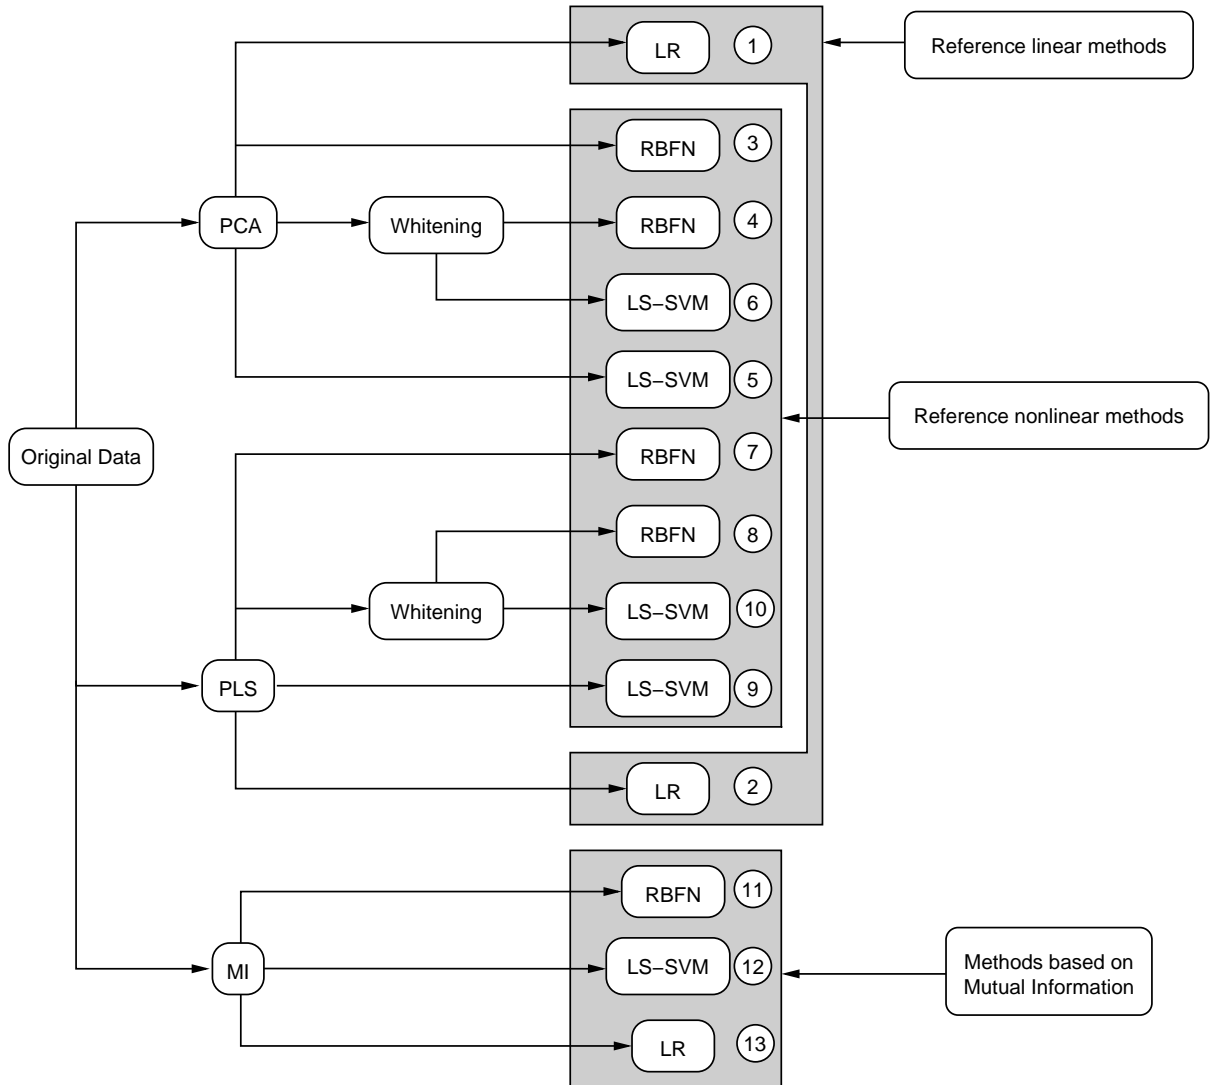 LR
1
Reference linear methods
RBFN
3
PCA
Whitening
RBFN
4
LS−SVM
6
LS−SVM
5
Reference nonlinear methods
Original Data
RBFN
7
RBFN
8
Whitening
LS−SVM
10
PLS
LS−SVM
9
LR
2
RBFN
11
MI
LS−SVM
12
Methods based on
Mutual Information
LR
13